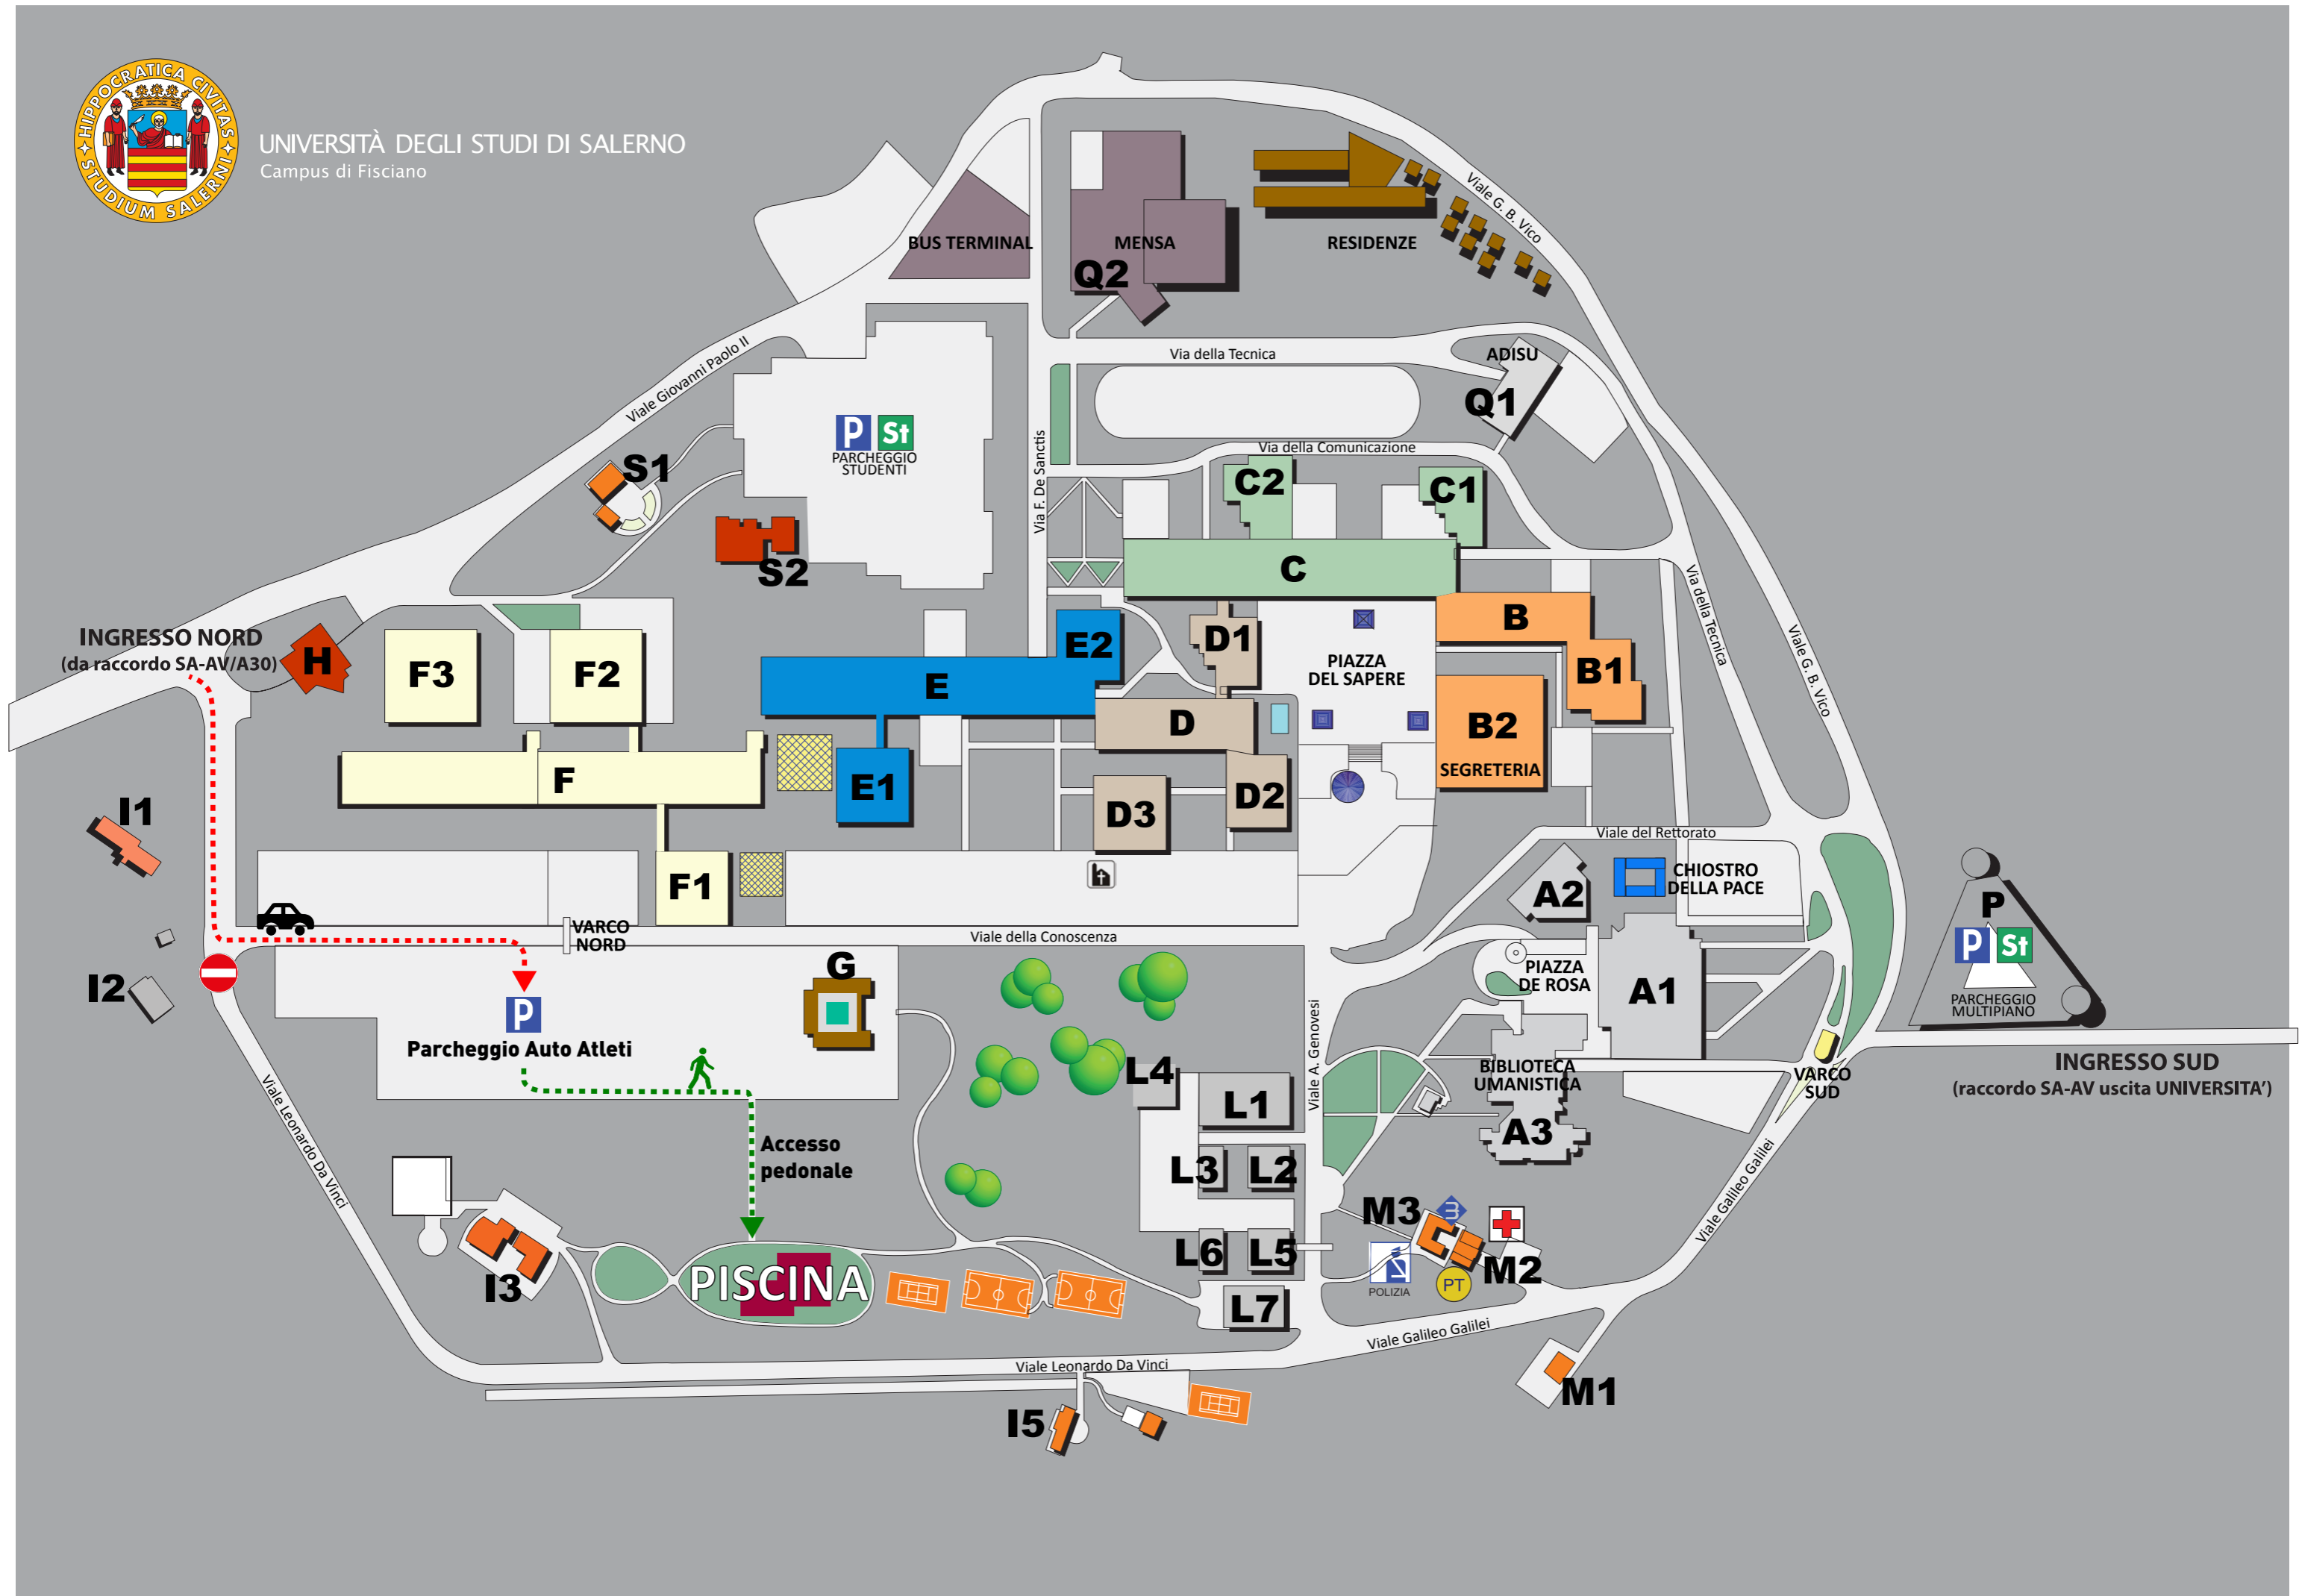 HIPPOCRATICA CIVITAS
STUDIUM SALERNI
UNIVERSITÀ DEGLI STUDI DI SALERNO
Campus di Fisciano
Viale G. B. Vico
BUS TERMINAL
MENSA
Q2
RESIDENZE
Viale Giovanni Paolo II
Via della Tecnica
ADISU
Q1
P St
PARCHEGGIO
STUDENTI
Via F. De Sanctis
Via della Comunicazione
S1
C2
C1
S2
C
Via della Tecnica
INGRESSO NORD
(da raccordo SA-AV/A30)
H
F3
F2
E2
E
D1
PIAZZA
DEL SAPERE
B
B1
Viale G. B. Vico
D
B2
SEGRETERIA
F
E1
D3
D2
I1
Viale del Rettorato
F1
A2
CHIOSTRO
DELLA PACE
P
P St
PARCHEGGIO
MULTIPIANO
VARCO
NORD
Viale della Conoscenza
I2
G
PIAZZA
DE ROSA
A1
P
Parcheggio Auto Atleti
Viale A. Genovesi
L4
L1
BIBLIOTECA
UMANISTICA
A3
VARCO
SUD
INGRESSO SUD
(raccordo SA-AV uscita UNIVERSITA’)
Viale Leonardo Da Vinci
Accesso
pedonale
L3
L2
Viale Galileo Galilei
M3
m
L6
L5
M2
POLIZIA
PT
I3
PISCINA
L7
Viale Galileo Galilei
Viale Leonardo Da Vinci
M1
I5